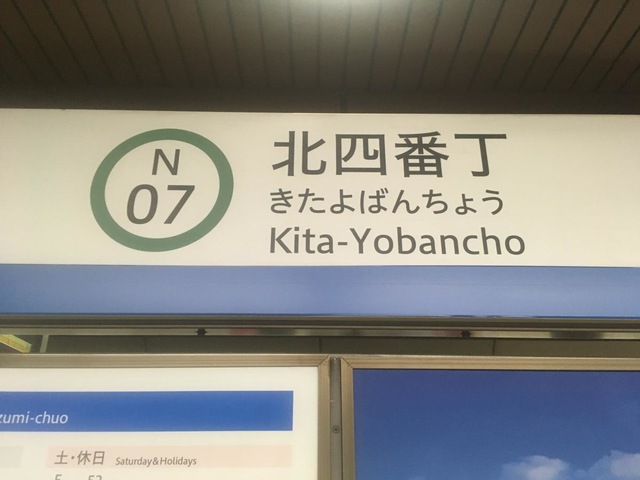 N
07
北四番丁
きたよばんちょう
Kita-Yobancho
zumi-chuo
土・休日 Saturday&Holidays